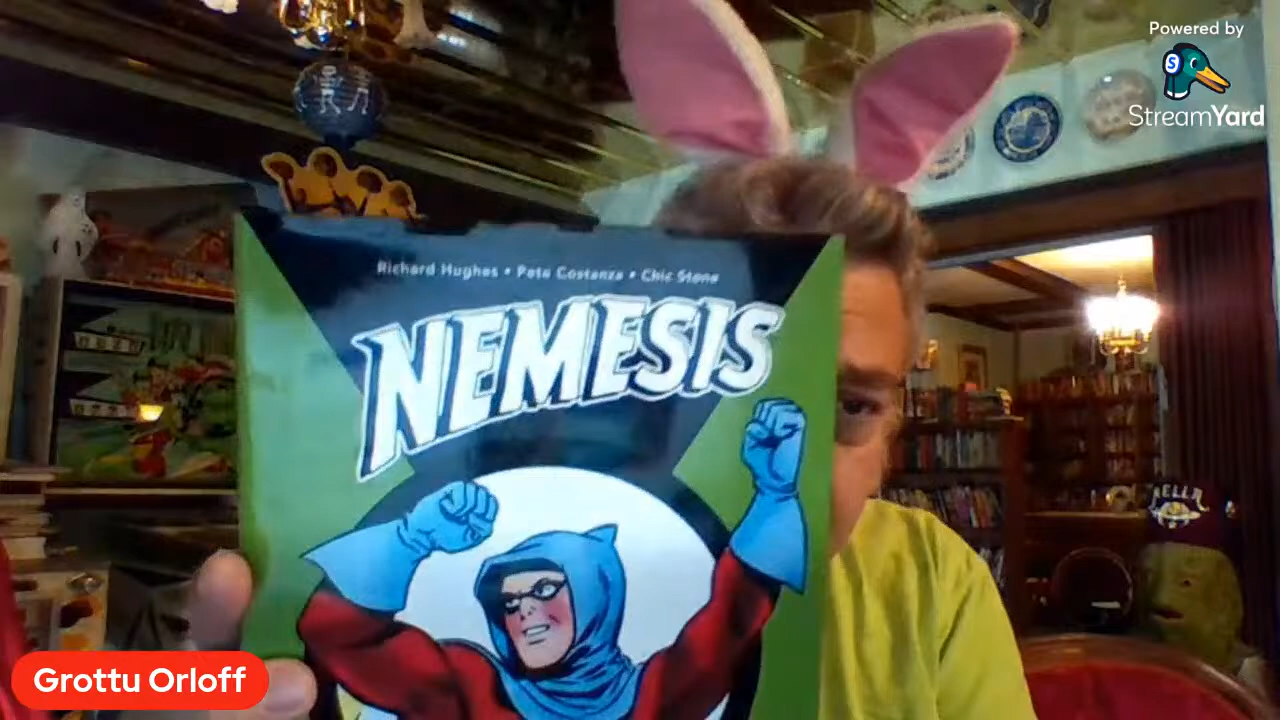 Powered by
StreamYard
Richard Hughes • Pete Costanza • Chic Stone
NEMESIS
Grottu Orloff